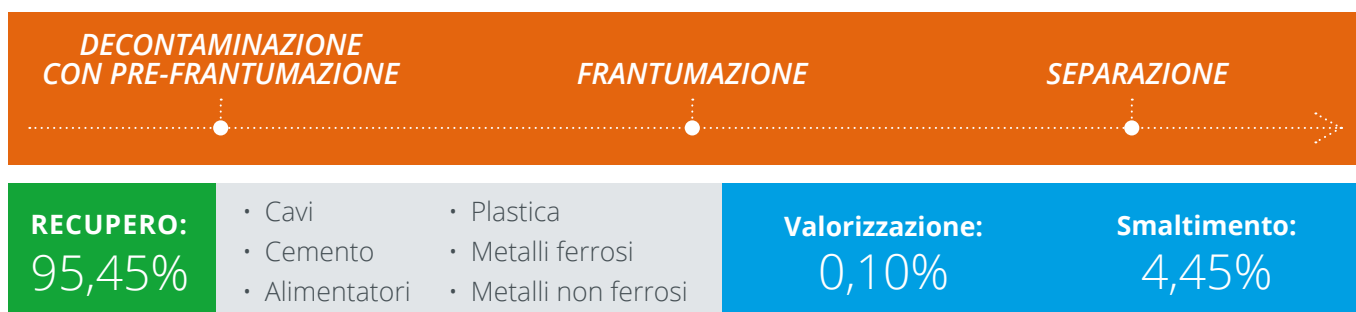 DECONTAMINAZIONE
CON PRE-FRANTUMAZIONE
FRANTUMAZIONE
SEPARAZIONE
RECUPERO:
95,45%
• Cavi
• Cemento
• Alimentatori
• Plastica
• Metalli ferrosi
• Metalli non ferrosi
Valorizzazione:
0,10%
Smaltimento:
4,45%